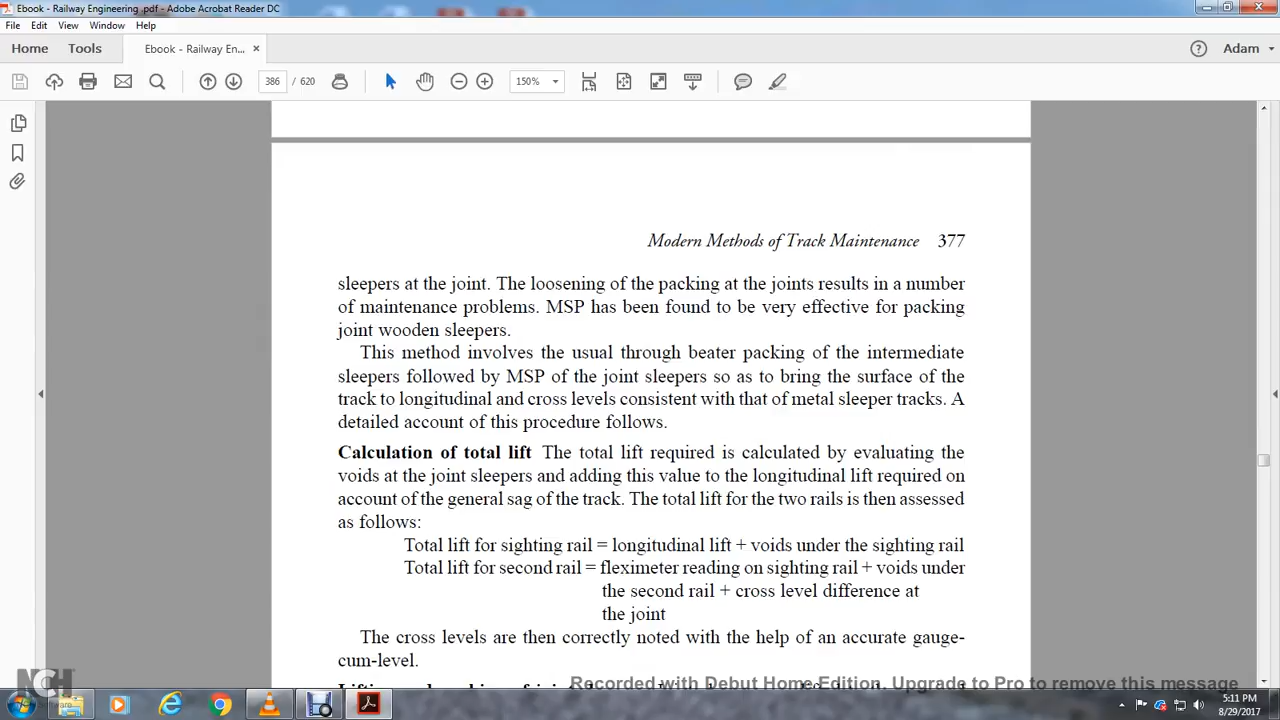 Ebook - Railway Engineering .pdf - Adobe Acrobat Reader DC
File Edit View Window Help
Home Tools Ebook - Railway En... × Adam
386 / 620 150%
Modern Methods of Track Maintenance 377
sleepers at the joint. The loosening of the packing at the joints results in a number
of maintenance problems. MSP has been found to be very effective for packing
joint wooden sleepers.
This method involves the usual through beater packing of the intermediate
sleepers followed by MSP of the joint sleepers so as to bring the surface of the
track to longitudinal and cross levels consistent with that of metal sleeper tracks. A
detailed account of this procedure follows.
Calculation of total lift The total lift required is calculated by evaluating the
voids at the joint sleepers and adding this value to the longitudinal lift required on
account of the general sag of the track. The total lift for the two rails is then assessed
as follows:
Total lift for sighting rail = longitudinal lift + voids under the sighting rail
Total lift for second rail = fleximeter reading on sighting rail + voids under
the second rail + cross level difference at
the joint
The cross levels are then correctly noted with the help of an accurate gauge-
cum-level.
Recorded with Debut Home Edition. Upgrade to Pro to remove this message
NCH
5:11 PM
8/29/2017